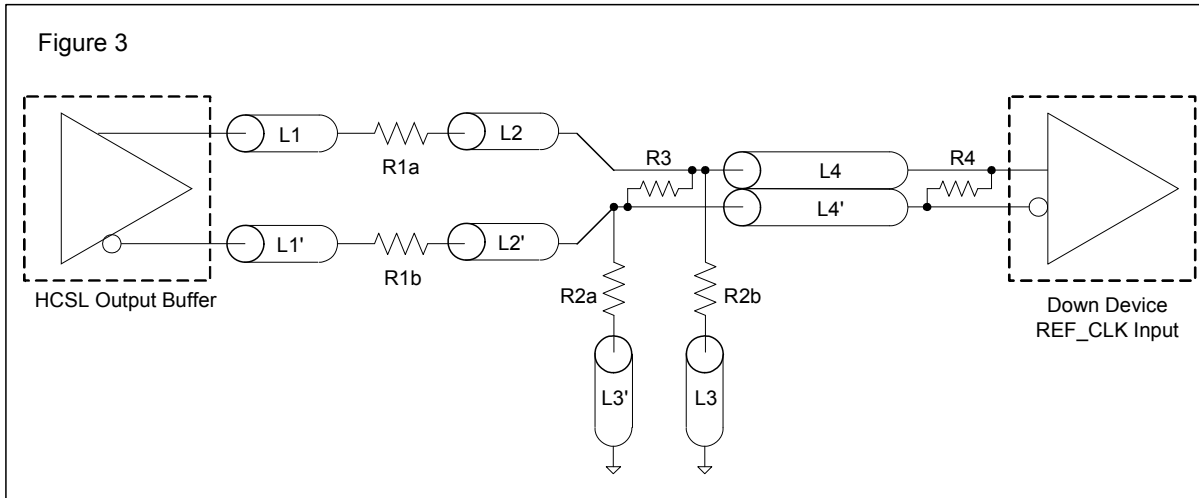 Figure 3
L1
R1a
L2
R3
L4
R4
L4'
L1'
R1b
L2'
HCSL Output Buffer
R2a
R2b
Down Device
REF_CLK Input
L3'
L3